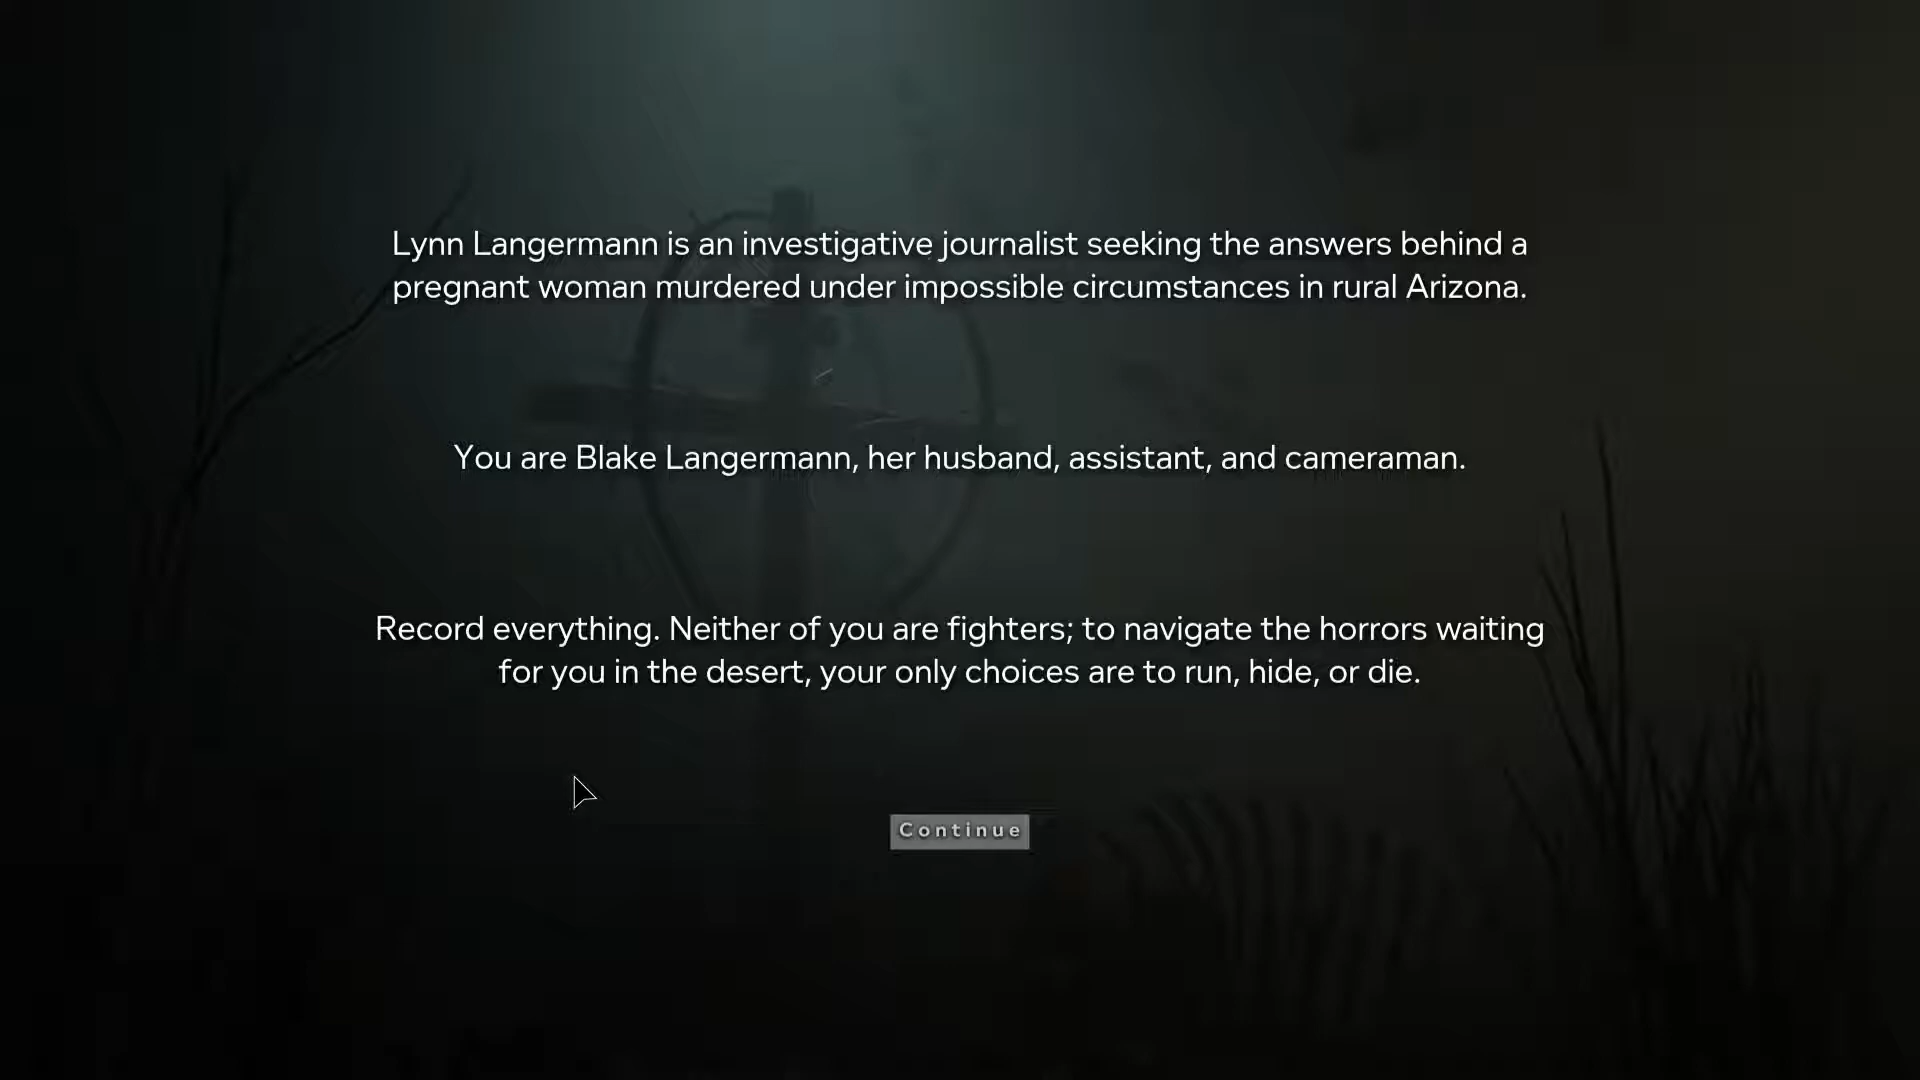 Lynn Langermann is an investigative journalist seeking the answers behind a
pregnant woman murdered under impossible circumstances in rural Arizona.
You are Blake Langermann, her husband, assistant, and cameraman.
Record everything. Neither of you are fighters; to navigate the horrors waiting
for you in the desert, your only choices are to run, hide, or die.
Continue